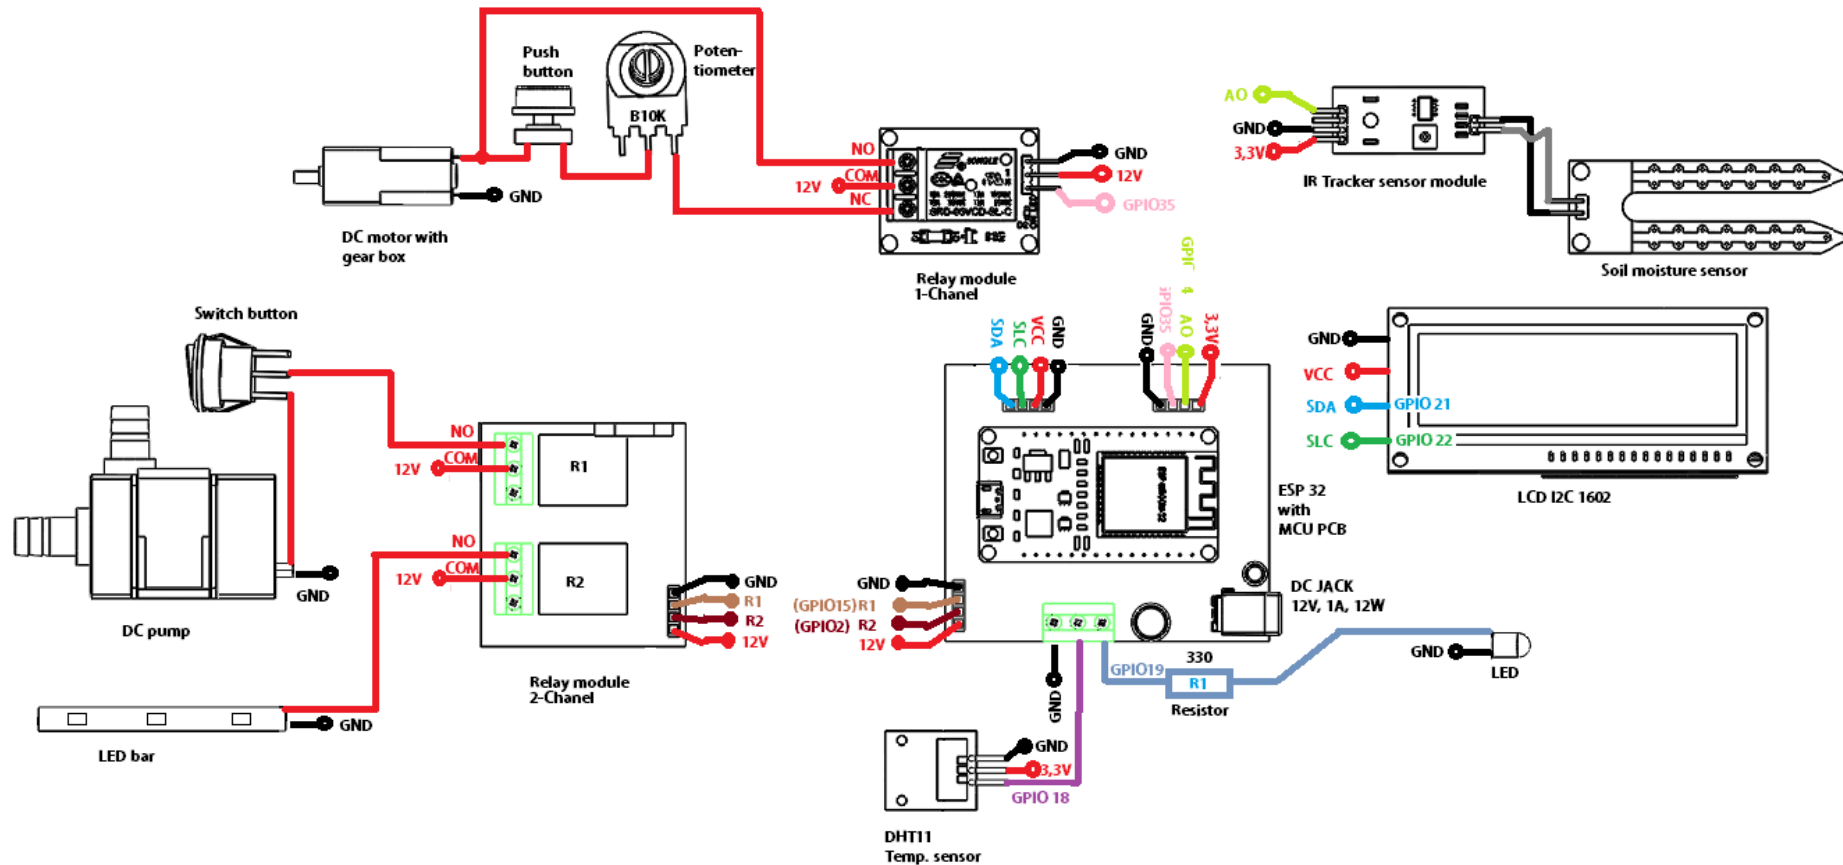 Push
button
Poten-
tiometer
B10K
DC motor with
gear box
GND
NO
COM
12V
NC
SONGLE
GND
12V
GPIO35
Relay module
1-Chanel
AO
GND
3,3V
IR Tracker sensor module
Soil moisture sensor
Switch button
DC pump
GND
NO
COM
12V
R1
NO
COM
12V
R2
GND
R1
R2
12V
Relay module
2-Chanel
LED bar
GND
SDA
SLC
VCC
GND
GND
GPIO35
AO
4
3,3V
ESP 32
with
MCU PCB
DC JACK
12V, 1A, 12W
GND
(GPIO15) R1
(GPIO2) R2
12V
GND
GPIO19
330
R1
Resistor
GND
LED
GND
3,3V
GPIO 18
DHT11
Temp. sensor
GND
VCC
SDA GPIO 21
SLC GPIO 22
LCD I2C 1602